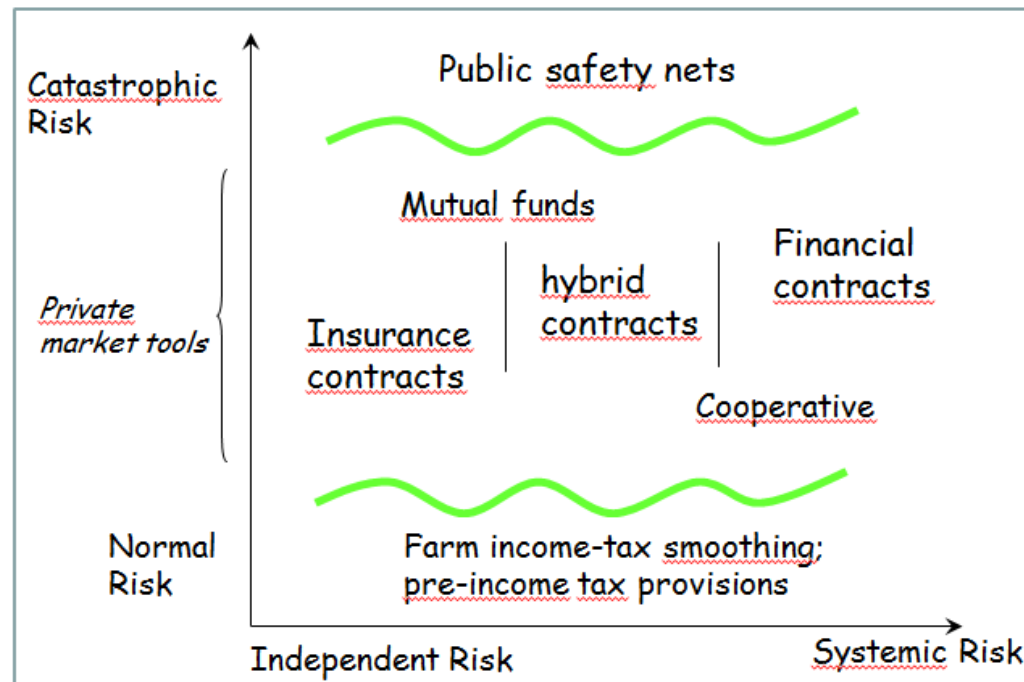 Public safety nets
Catastrophic
Risk
Mutual funds
Financial
contracts
hybrid
contracts
Private
market tools
Insurance
contracts
Cooperative
Normal
Risk
Farm income-tax smoothing;
pre-income tax provisions
Independent Risk
Systemic Risk